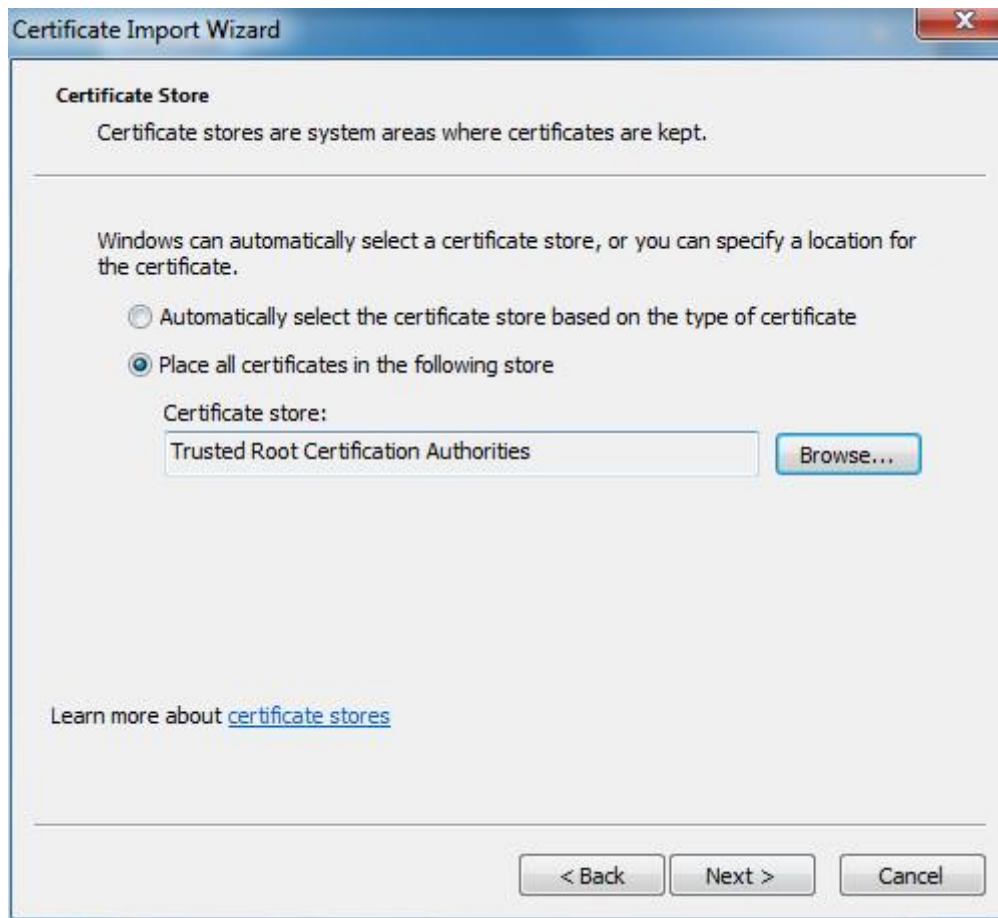 Certificate Import Wizard
Certificate Store
Certificate stores are system areas where certificates are kept.
Windows can automatically select a certificate store, or you can specify a location for
the certificate.
Automatically select the certificate store based on the type of certificate
Place all certificates in the following store
Certificate store:
Trusted Root Certification Authorities
Browse...
Learn more about certificate stores
< Back
Next >
Cancel